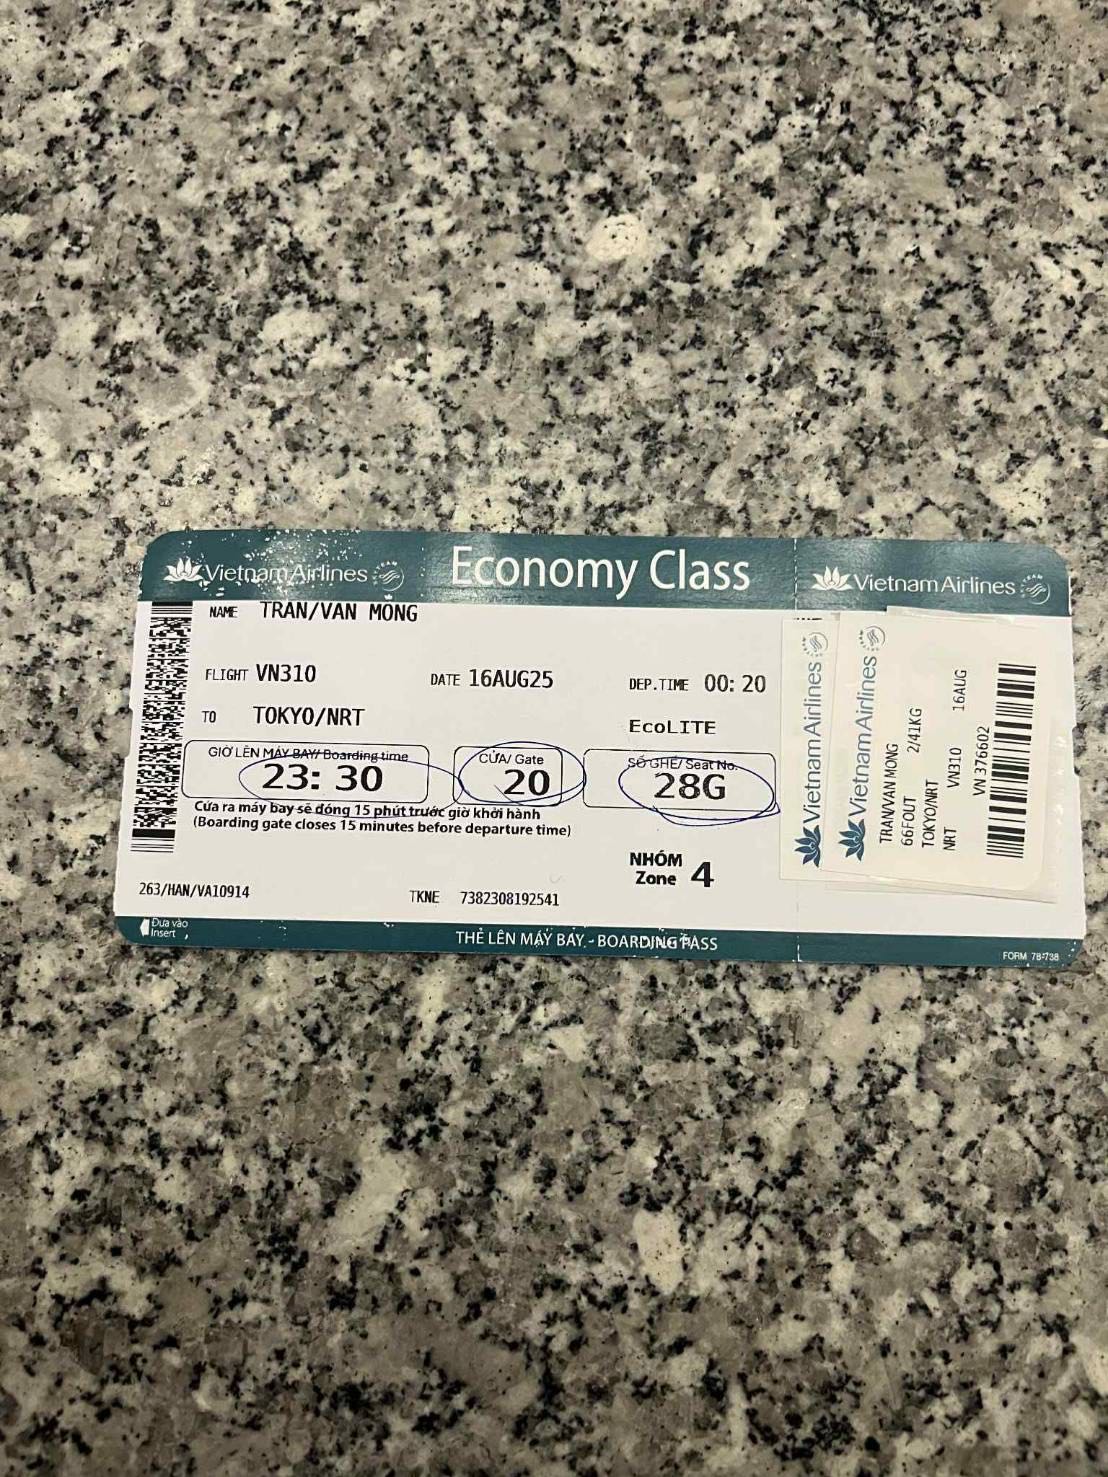 Vietnam Airlines
Economy Class
Vietnam Airlines
NAME TRAN/VAN MONG
FLIGHT VN310
DATE 16AUG25
DEP.TIME 00:20
TO TOKYO/NRT
EcoLITE
GIỜ LÊN MÁY BAY/ Boarding time
23:30
CỬA/ Gate
20
SỐ GHẾ/ Seat No.
28G
Cửa ra máy bay sẽ đóng 15 phút trước giờ khởi hành
(Boarding gate closes 15 minutes before departure time)
NHÓM
Zone 4
263/HAN/VA10914
TKNE 7382308192541
Đưa vào
Insert
THẺ LÊN MÁY BAY - BOARDING PASS
FORM 78-738
Vietnam Airlines
Vietnam Airlines
TRAN/VAN MONG
66FOUT 2/41KG
TOKYO/NRT
NRT VN310 16AUG
VN 376602